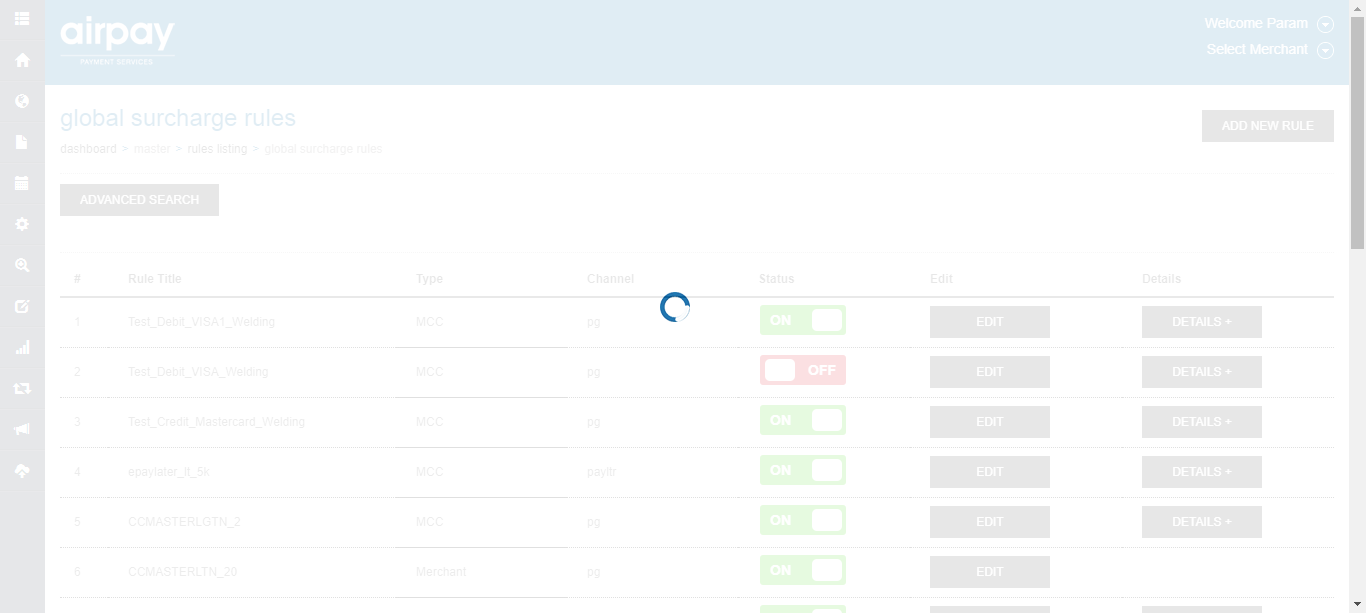 airpay
PAYMENT SERVICES
Welcome Param
Select Merchant
global surcharge rules
ADD NEW RULE
dashboard > master > rules listing > global surcharge rules
ADVANCED SEARCH
# Rule Title Type Channel Status Edit Details
1 Test_Debit_VISA1_Welding MCC pg ON EDIT DETAILS +
2 Test_Debit_VISA_Welding MCC pg OFF EDIT DETAILS +
3 Test_Credit_Mastercard_Welding MCC pg ON EDIT DETAILS +
4 epaylater_lt_5k MCC payltr ON EDIT DETAILS +
5 CCMASTERLGTN_2 MCC pg ON EDIT DETAILS +
6 CCMASTERLTN_20 Merchant pg ON EDIT